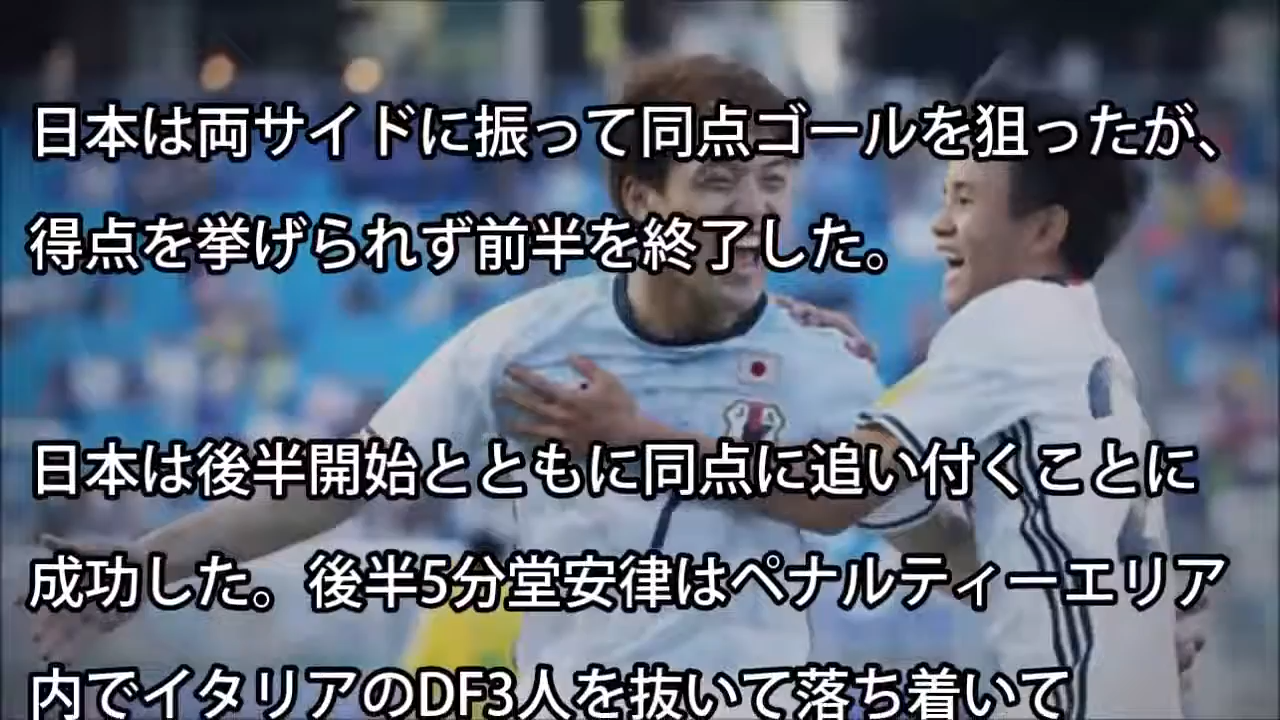 日本は両サイドに振って同点ゴールを狙ったが、
得点を挙げられず前半を終了した。
日本は後半開始とともに同点に追い付くことに
成功した。後半5分堂安律はペナルティーエリア
内でイタリアのDF3人を抜いて落ち着いて